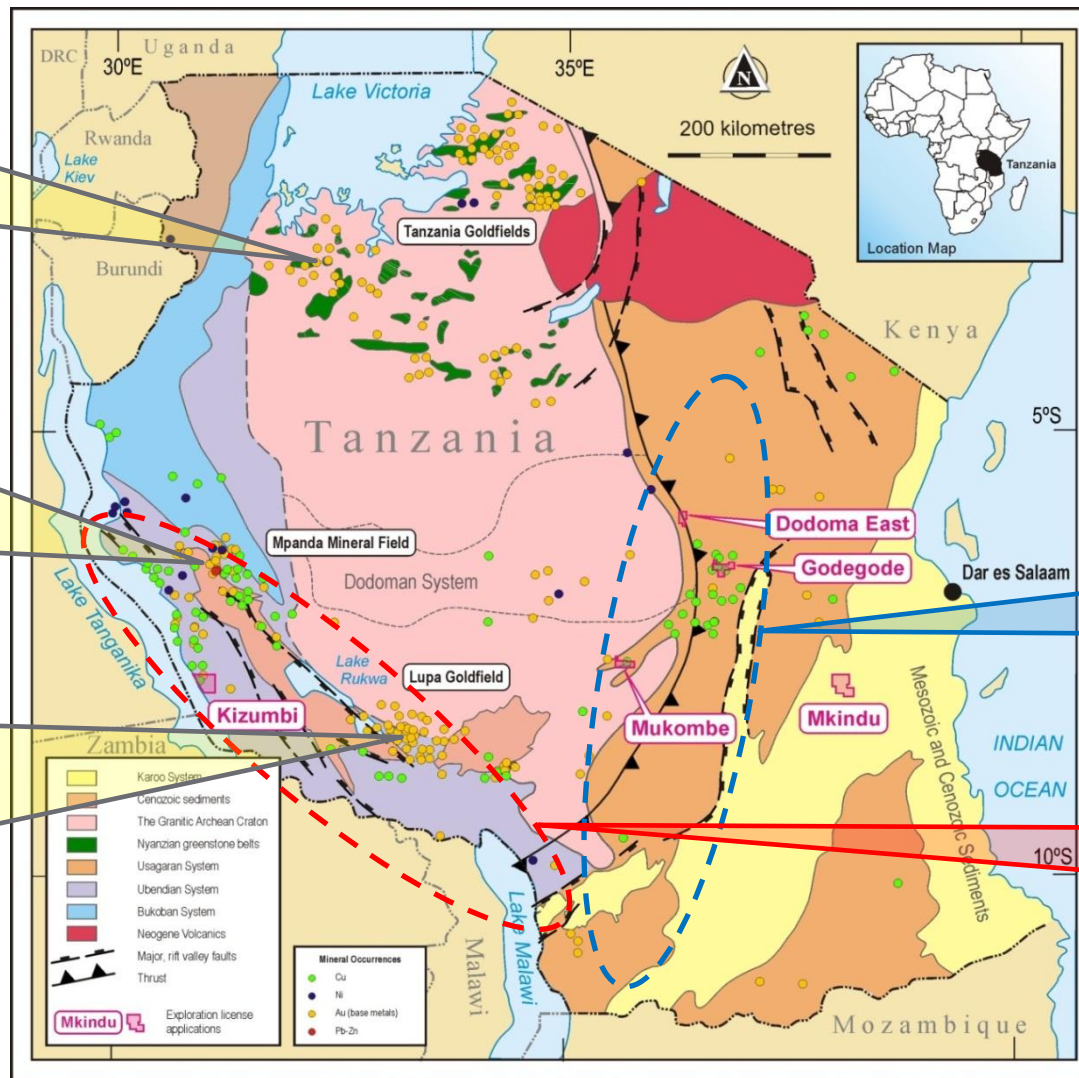 DRC
Uganda
30ºE
35ºE
Lake Victoria
N
200 kilometres
Tanzania
Location Map
Rwanda
Lake
Kiev
Burundi
Tanzania Goldfields
Kenya
Tanzania
5ºS
Dodoma East
Mpanda Mineral Field
Godegode
Dodoman System
Dar es Salaam
Lake Tanganika
Lake
Rukwa
Lupa Goldfield
Kizumbi
Mukombe
Mkindu
Zambia
INDIAN
OCEAN
Mesozoic and Cenozoic Sediments
10ºS
Karoo System
Cenozoic sediments
The Granitic Archean Craton
Nyanzian greenstone belts
Usagaran System
Ubendian System
Bukoban System
Neogene Volcanics
Major, rift valley faults
Thrust
Mkindu
Exploration license
applications
Mineral Occurrences
Cu
Ni
Au (base metals)
Pb-Zn
Malawi
Lake Malawi
Mozambique